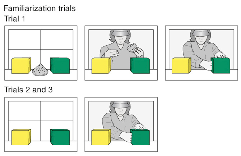 Familiarization trials
Trial 1
Trials 2 and 3